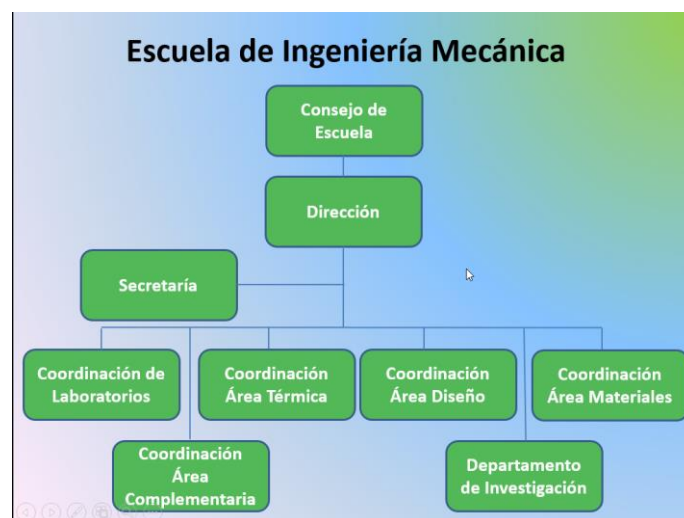 Escuela de Ingeniería Mecánica
Consejo de
Escuela
Dirección
Secretaría
Coordinación de
Laboratorios
Coordinación
Área Térmica
Coordinación
Área Diseño
Coordinación
Área Materiales
Coordinación
Área
Complementaria
Departamento
de Investigación